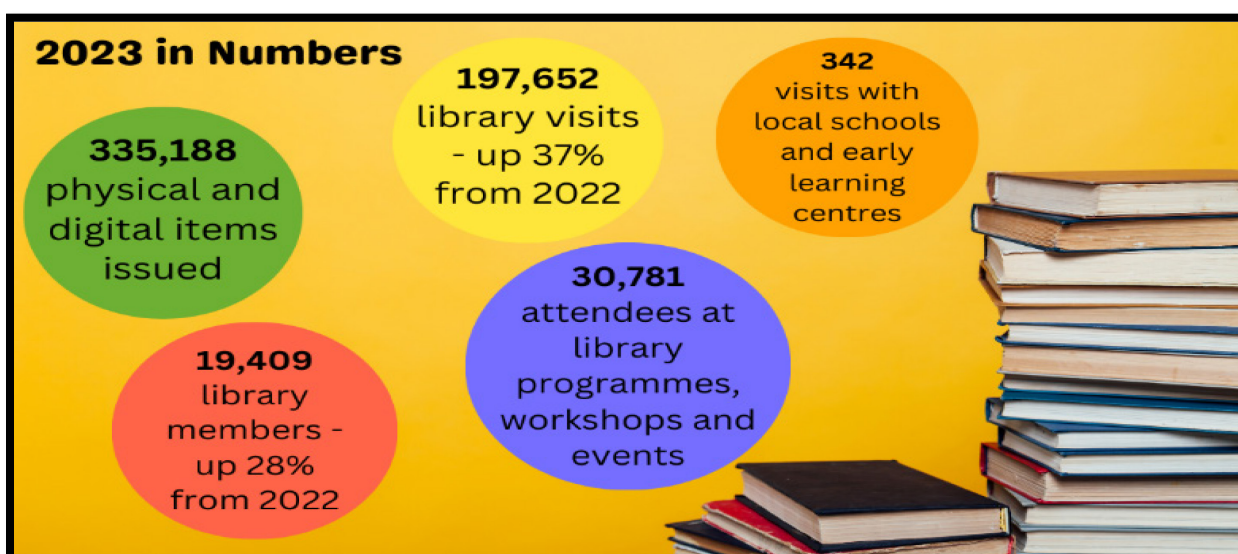 2023 in Numbers
335,188
physical and
digital items
issued
197,652
library visits
- up 37%
from 2022
342
visits with
local schools
and early
learning
centres
19,409
library
members -
up 28%
from 2022
30,781
attendees at
library
programmes,
workshops and
events